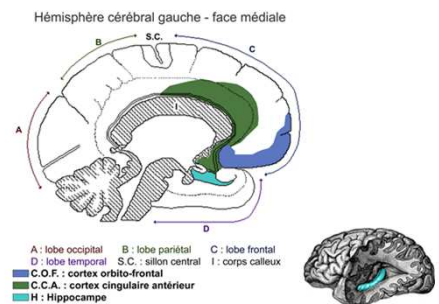 Hémisphère cérébral gauche - face médiale
B
S.C.
C
I
A
D
A : lobe occipital B : lobe pariétal C : lobe frontal
D : lobe temporal S.C. : sillon central I : corps calleux
C.O.F. : cortex orbito-frontal
C.C.A. : cortex cingulaire antérieur
H : Hippocampe